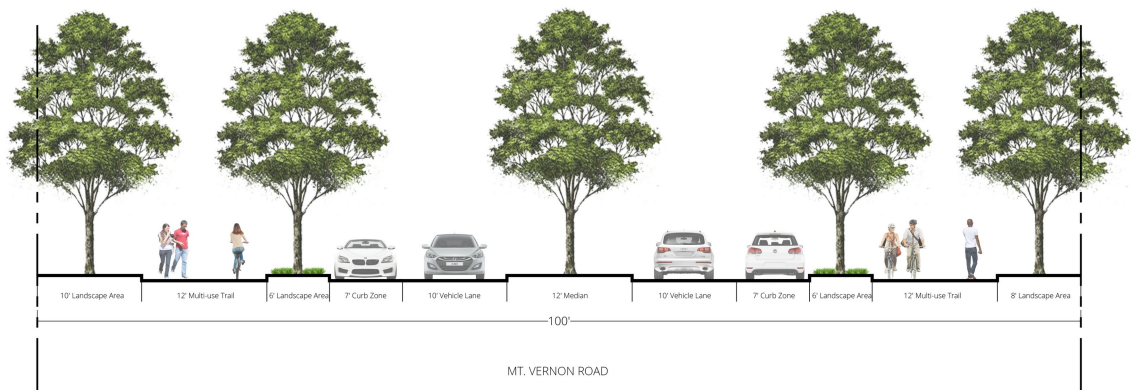 10' Landscape Area
12' Multi-use Trail
6' Landscape Area
7' Curb Zone
10' Vehicle Lane
12' Median
10' Vehicle Lane
7' Curb Zone
6' Landscape Area
12' Multi-use Trail
8' Landscape Area
100'
MT. VERNON ROAD